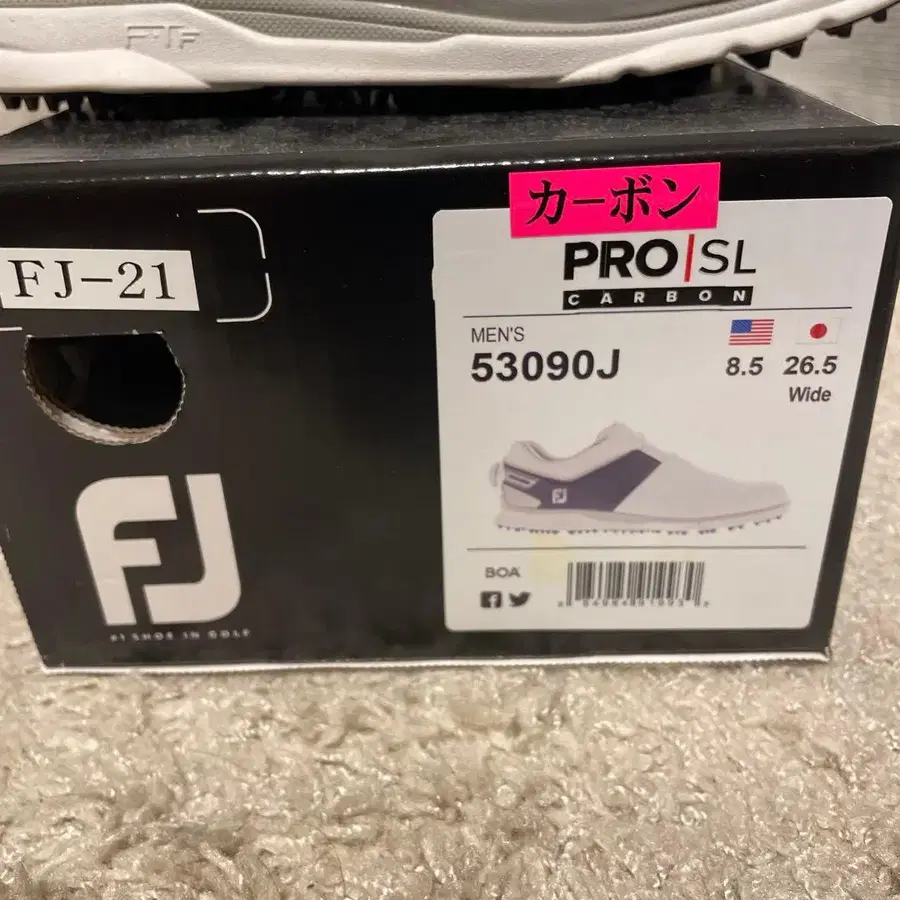 FTF
カーボン
FJ-21
PRO|SL
CARBON
MEN'S
53090J
8.5 26.5
Wide
FJ
FJ
#1 SHOE IN GOLF
BOA